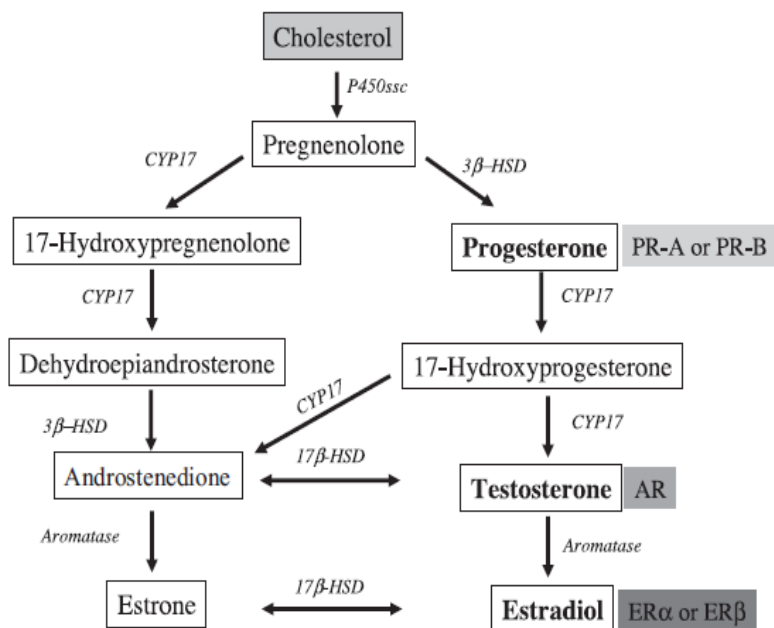 Cholesterol
P450ssc
Pregnenolone
CYP17
3β–HSD
17-Hydroxypregnenolone
Progesterone
PR-A or PR-B
CYP17
CYP17
Dehydroepiandrosterone
17-Hydroxyprogesterone
CYP17
3β–HSD
CYP17
17β-HSD
Androstenedione
Testosterone
AR
Aromatase
Aromatase
17β-HSD
Estrone
Estradiol
ERα or ERβ